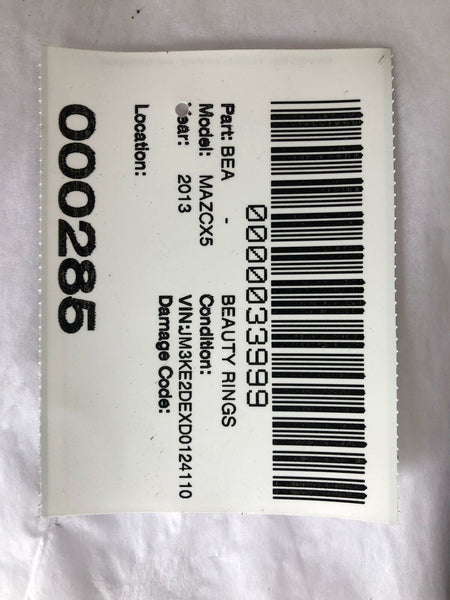 0000033999
Part: BEA - BEAUTY RINGS
Model: MAZCX5 Condition:
Year: 2013 VIN:JM3KE2DEXD0124110
Damage Code:
Location:
000285